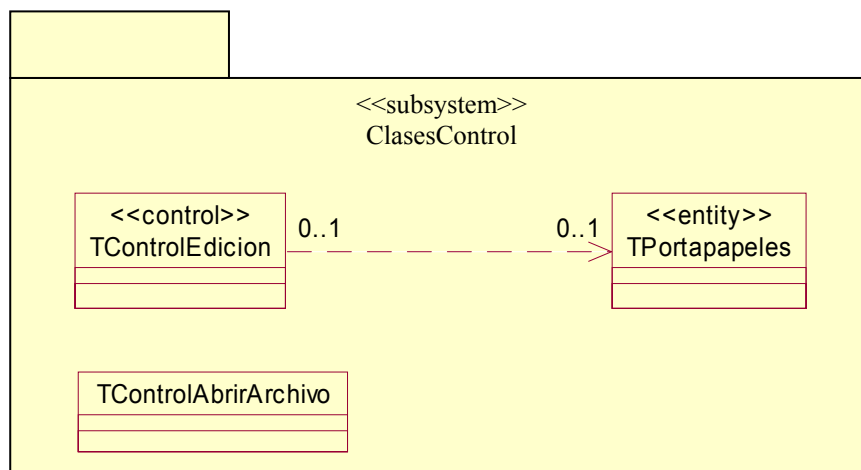 <<subsystem>>
ClasesControl
<<control>>
TControlEdicion
0..1
0..1
<<entity>>
TPortapapeles
TControlAbrirArchivo